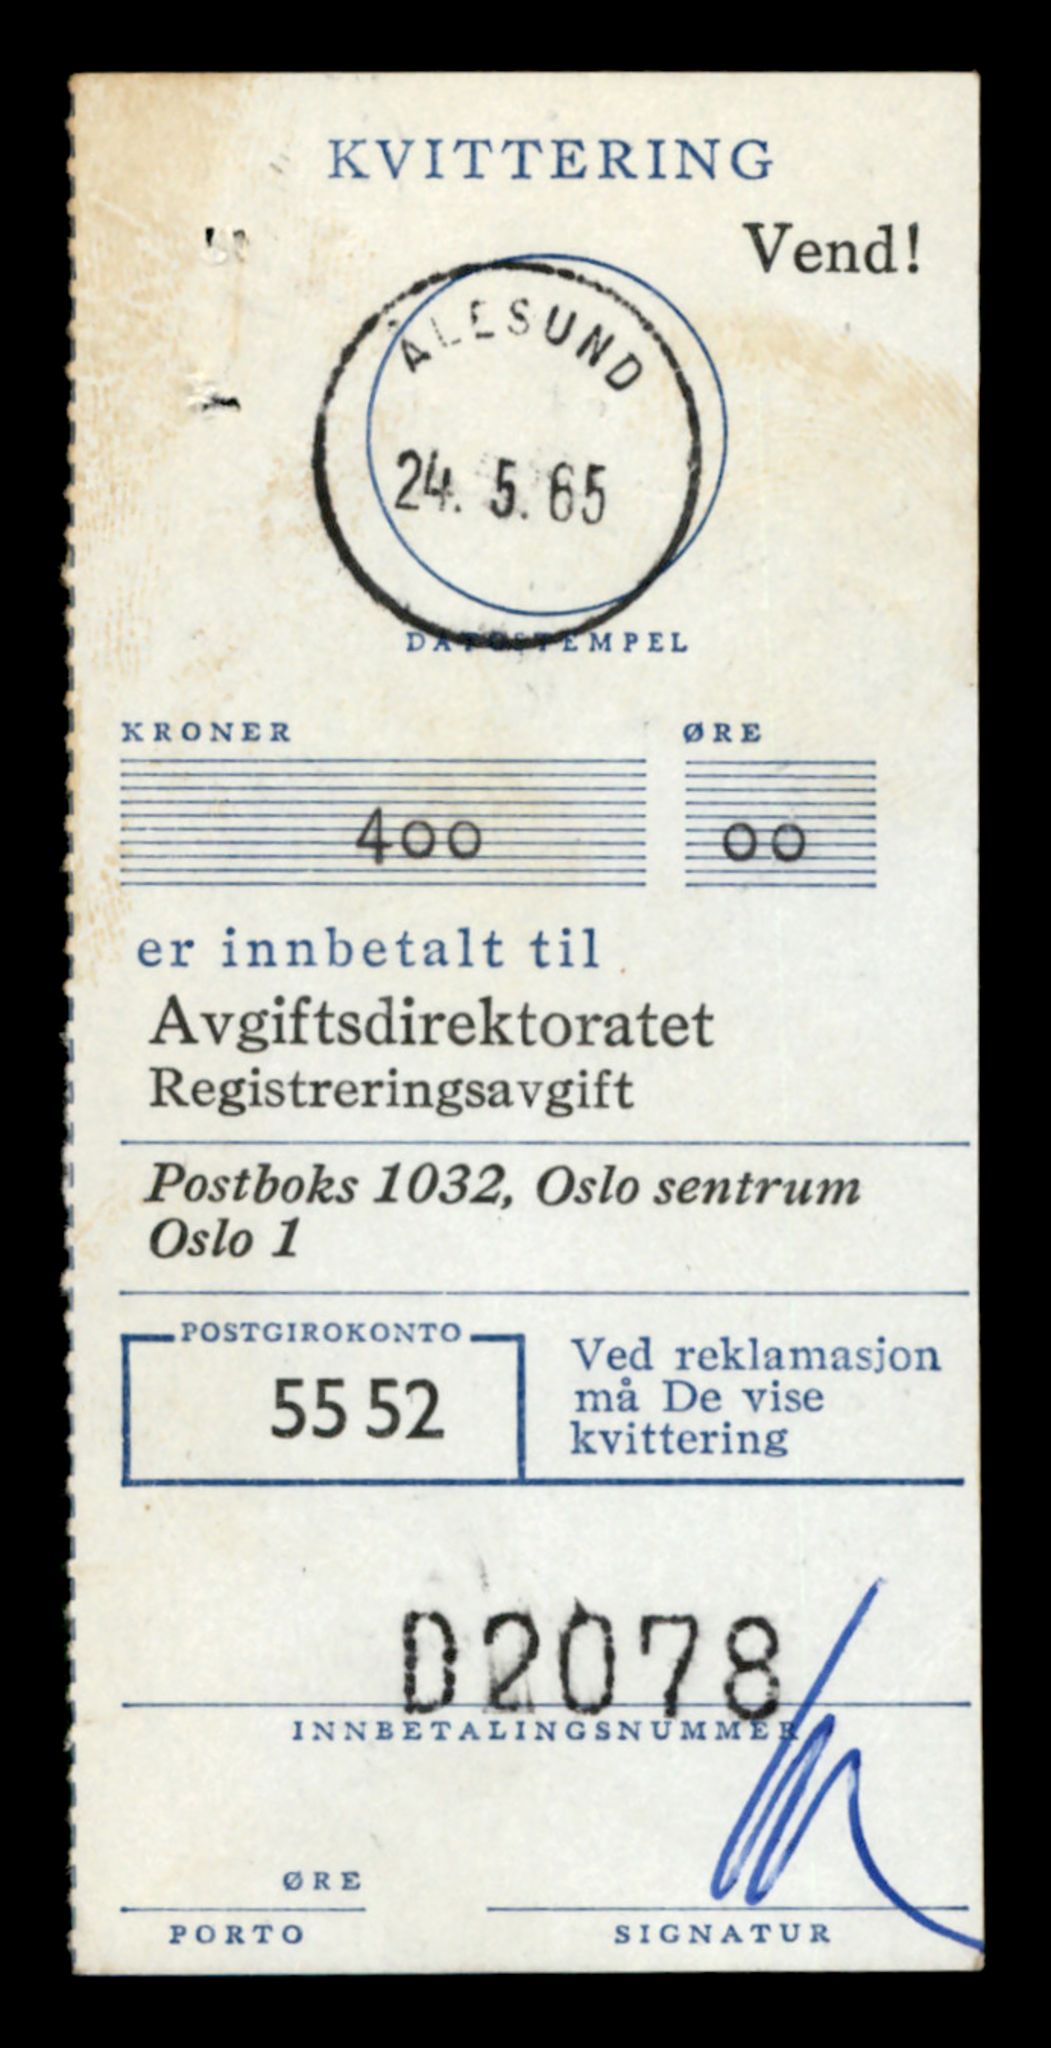 KVITTERING
Vend!
ÅLESUND
24. 5. 65
DATOSTEMPEL
KRONER ØRE
400 00
er innbetalt til
Avgiftsdirektoratet
Registreringsavgift
Postboks 1032, Oslo sentrum
Oslo 1
POSTGIROKONTO
55 52
Ved reklamasjon
må De vise
kvittering
D2078
INNBETALINGSNUMMER
ØRE
PORTO
SIGNATUR